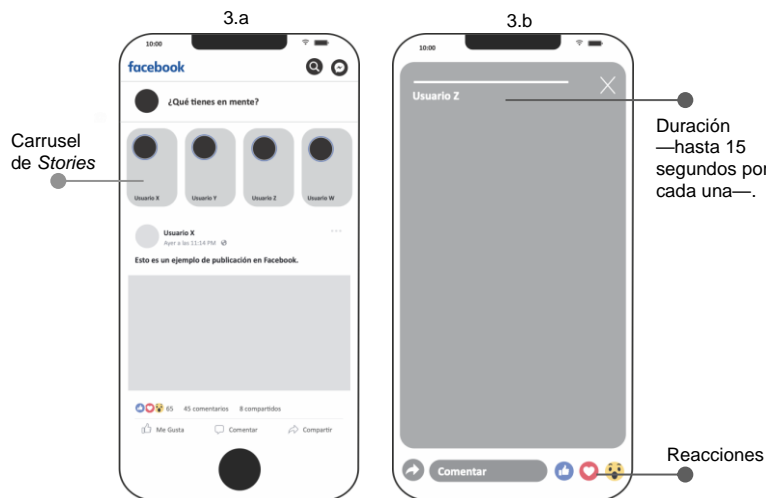 3.a
3.b
10:00
facebook
¿Qué tienes en mente?
Carrusel
de Stories
Usuario X
Usuario Y
Usuario Z
Usuario W
Usuario X
Ayer a las 11:14 PM
Esto es un ejemplo de publicación en Facebook.
65 45 comentarios 8 compartidos
Me Gusta
Comentar
Compartir
10:00
Usuario Z
Duración
—hasta 15
segundos por
cada una—.
Comentar
Reacciones